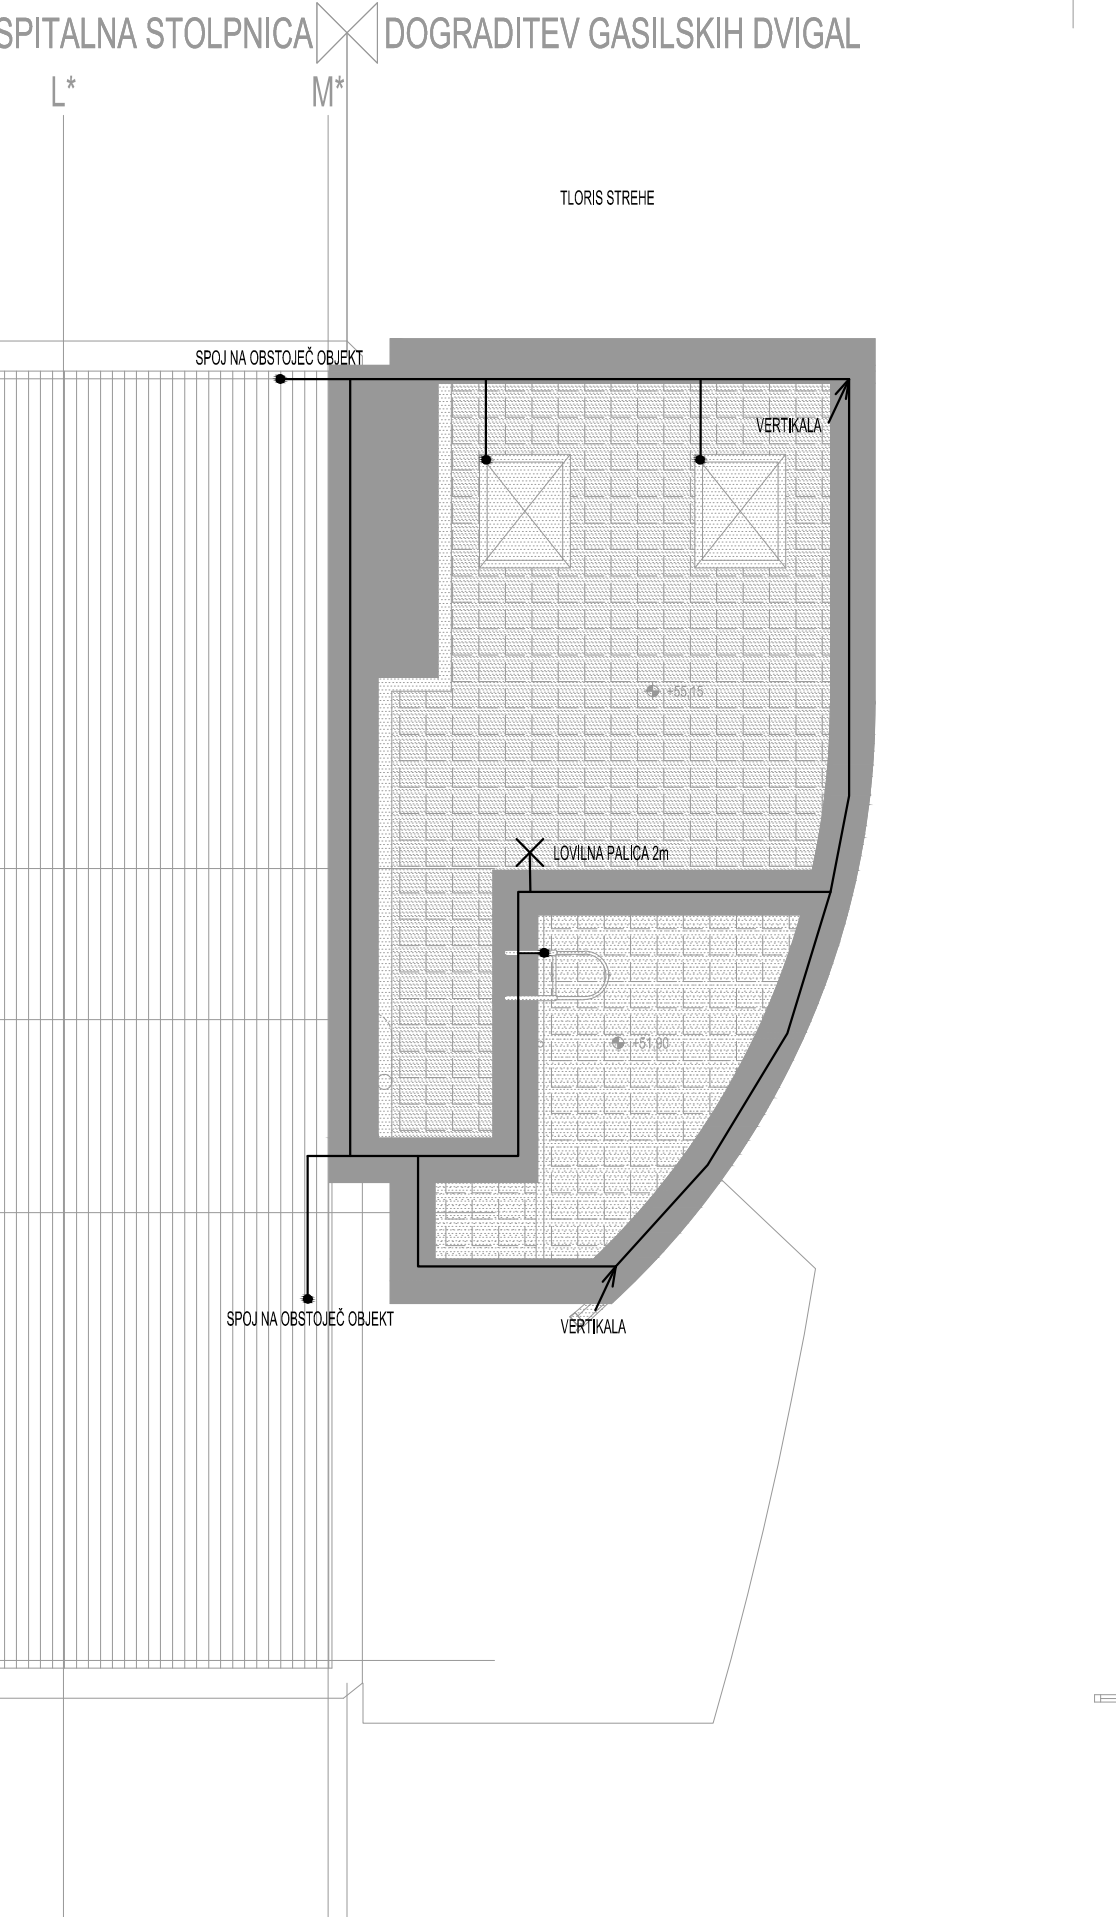 SPITALNA STOLPNICA DOGRADITEV GASILSKIH DVIGAL
L* M*
TLORIS STREHE
SPOJ NA OBSTOJEČ OBJEKT
VERTIKALA
+55,15
LOVILNA PALICA 2m
+51,90
SPOJ NA OBSTOJEČ OBJEKT
VERTIKALA